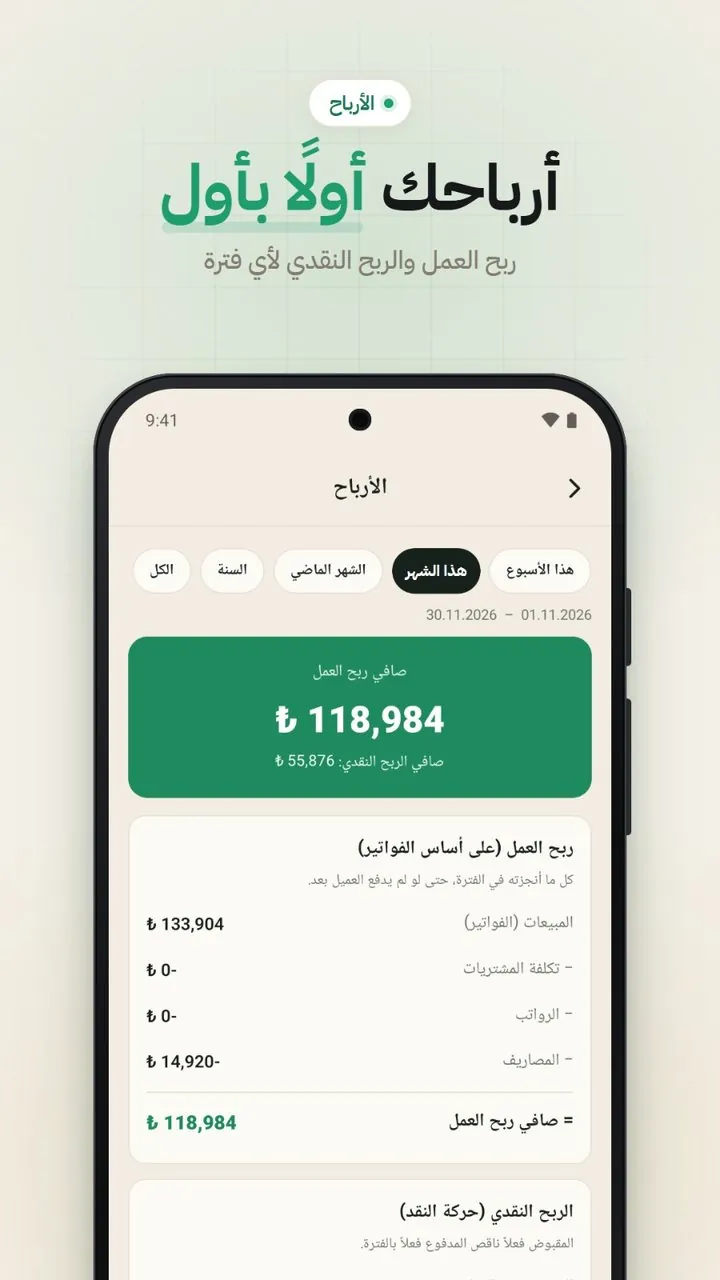 الأرباح
أرباحك أولًا بأول
ربح العمل والربح النقدي لأي فترة
9:41
الأرباح
هذا الأسبوع هذا الشهر الشهر الماضي السنة الكل
01.11.2026 – 30.11.2026
صافي ربح العمل
118,984 ₺
صافي الربح النقدي: 55,876 ₺
ربح العمل (على أساس الفواتير)
كل ما أنجزته في الفترة، حتى لو لم يدفع العميل بعد.
المبيعات (الفواتير) 133,904 ₺
– تكلفة المشتريات -0 ₺
– الرواتب -0 ₺
– المصاريف -14,920 ₺
= صافي ربح العمل 118,984 ₺
الربح النقدي (حركة النقد)
المقبوض فعلاً ناقص المدفوع فعلاً بالفترة.